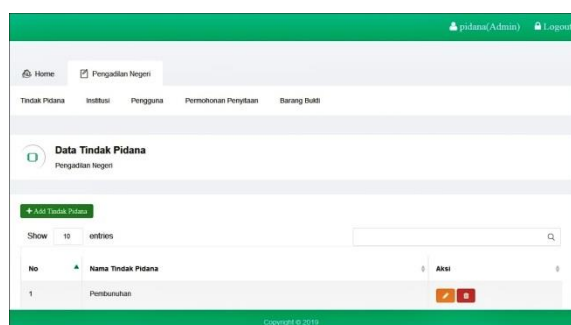 pidana(Admin) Logout
Home Pengadilan Negeri
Tindak Pidana Institusi Pengguna Permohonan Penyitaan Barang Bukti
Data Tindak Pidana
Pengadilan Negeri
+ Add Tindak Pidana
Show 10 entries
No Nama Tindak Pidana Aksi
1 Pembunuhan
Copyright © 2019